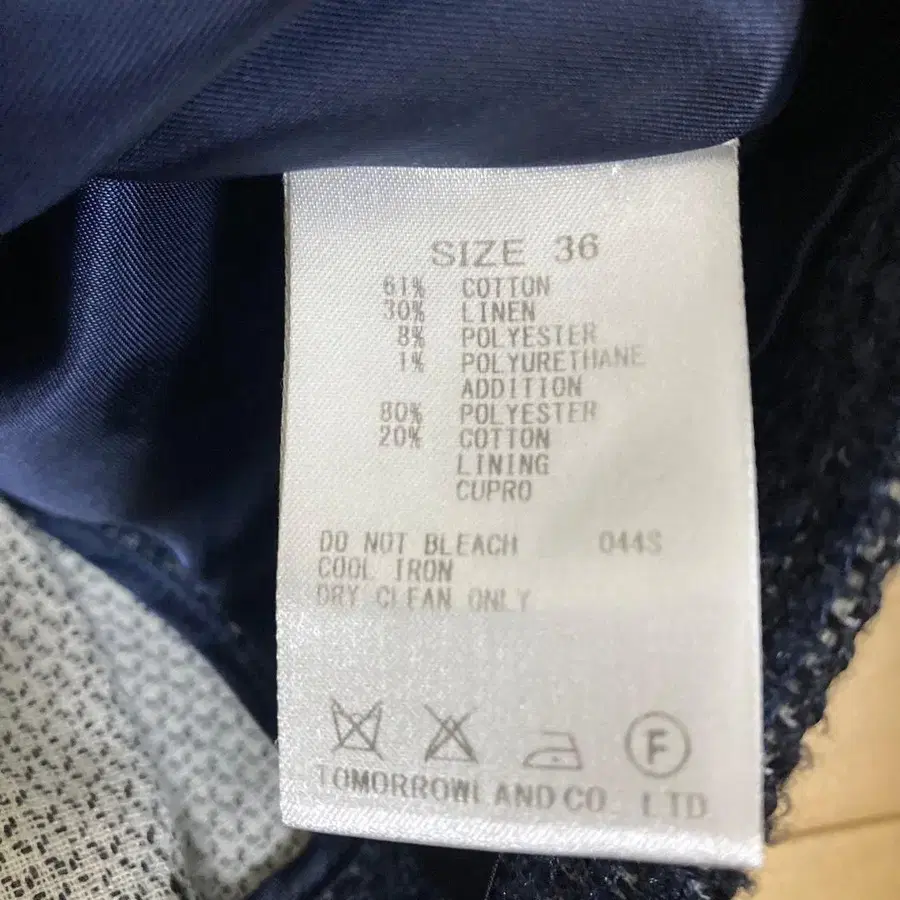 SIZE 36
61% COTTON
30% LINEN
8% POLYESTER
1% POLYURETHANE
ADDITION
80% POLYESTER
20% COTTON
LINING
CUPRO
DO NOT BLEACH 044S
COOL IRON
DRY CLEAN ONLY
F
TOMORROWLAND CO., LTD